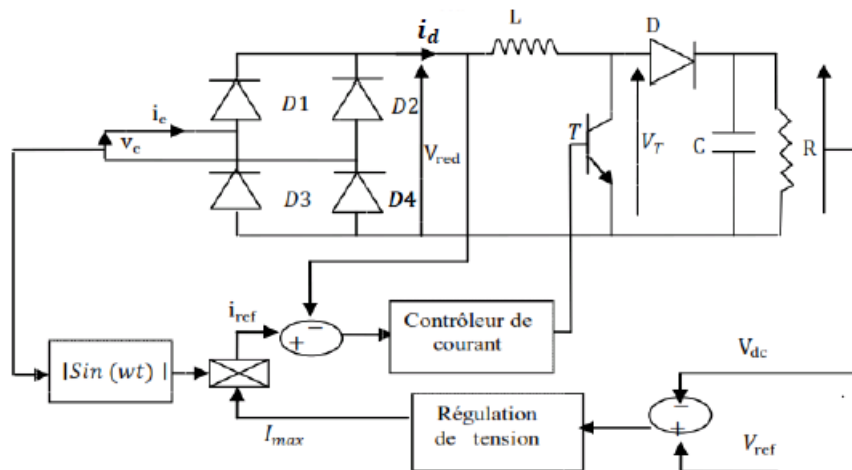 i_d
L
D
D1
D2
i_e
v_e
V_red
T
V_T
C
R
D3
D4
i_ref
−
+
Contrôleur de
courant
|Sin (wt) |
V_dc
I_max
Régulation
de tension
−
+
V_ref